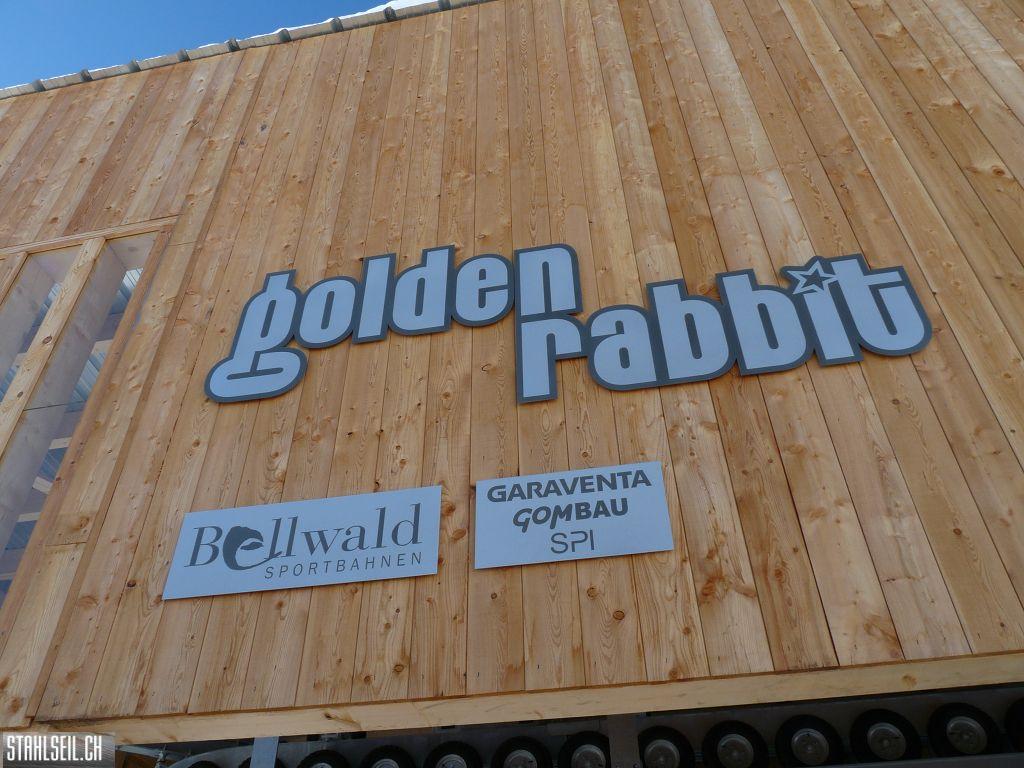 golden
rabbit
Bellwald
SPORTBAHNEN
GARAVENTA
GOMBAU
SPI
STAHLSEIL.CH